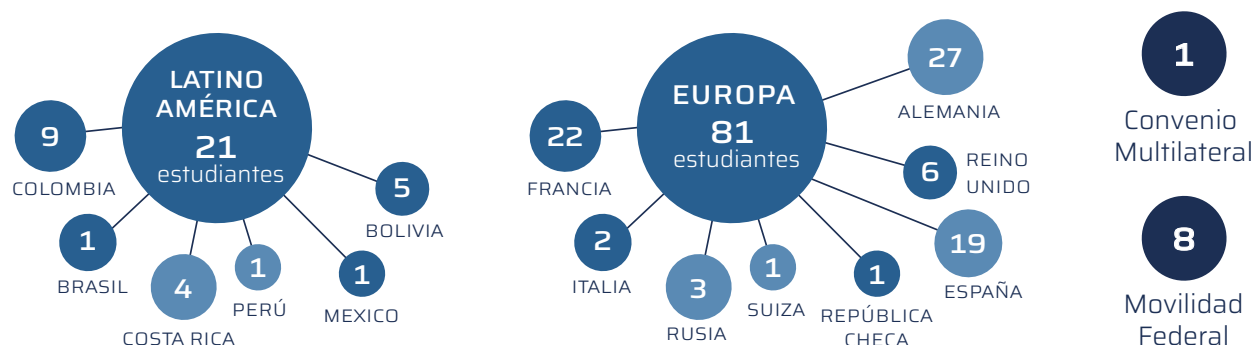 LATINO
AMÉRICA
21
estudiantes
9
COLOMBIA
1
BRASIL
4
COSTA RICA
1
PERÚ
1
MEXICO
5
BOLIVIA
EUROPA
81
estudiantes
22
FRANCIA
2
ITALIA
3
RUSIA
1
SUIZA
1
REPÚBLICA
CHECA
19
ESPAÑA
6
REINO
UNIDO
27
ALEMANIA
1
Convenio
Multilateral
8
Movilidad
Federal